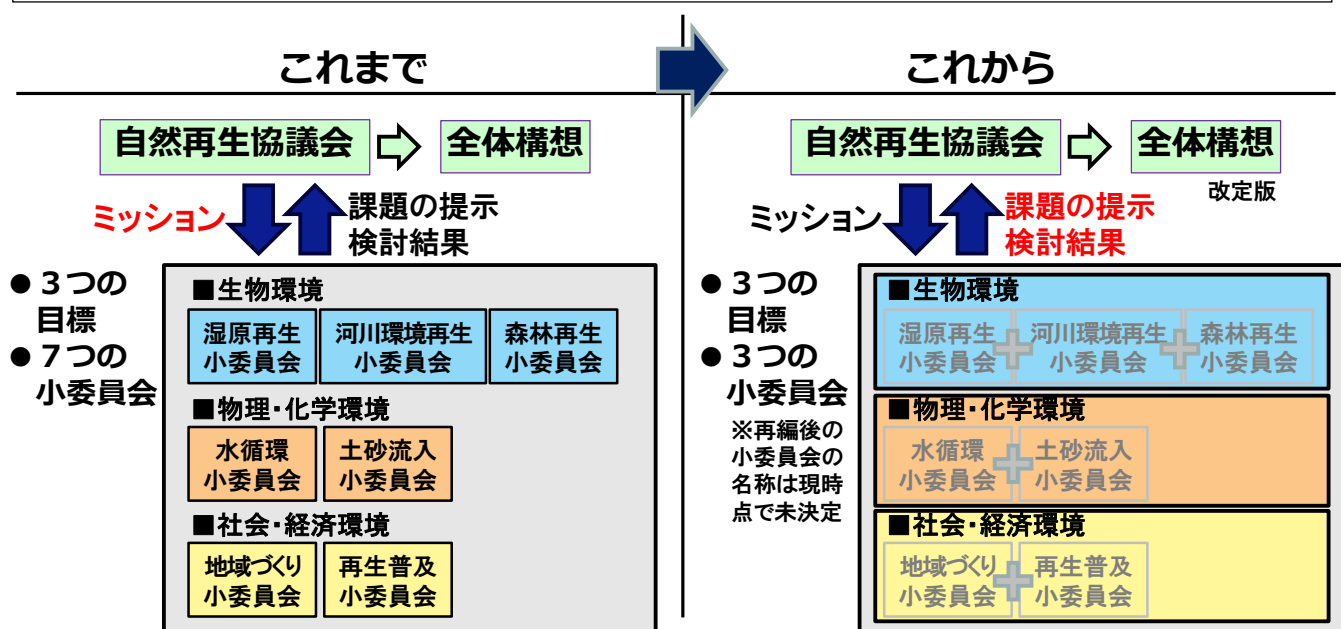 これまで
自然再生協議会
全体構想
ミッション
課題の提示
検討結果
●３つの
目標
●７つの
小委員会
■生物環境
湿原再生
小委員会
河川環境再生
小委員会
森林再生
小委員会
■物理・化学環境
水循環
小委員会
土砂流入
小委員会
■社会・経済環境
地域づくり
小委員会
再生普及
小委員会
これから
自然再生協議会
全体構想
改定版
ミッション
課題の提示
検討結果
●３つの
目標
●３つの
小委員会
※再編後の
小委員会の
名称は現時
点で未決定
■生物環境
湿原再生
小委員会
河川環境再生
小委員会
森林再生
小委員会
■物理・化学環境
水循環
小委員会
土砂流入
小委員会
■社会・経済環境
地域づくり
小委員会
再生普及
小委員会